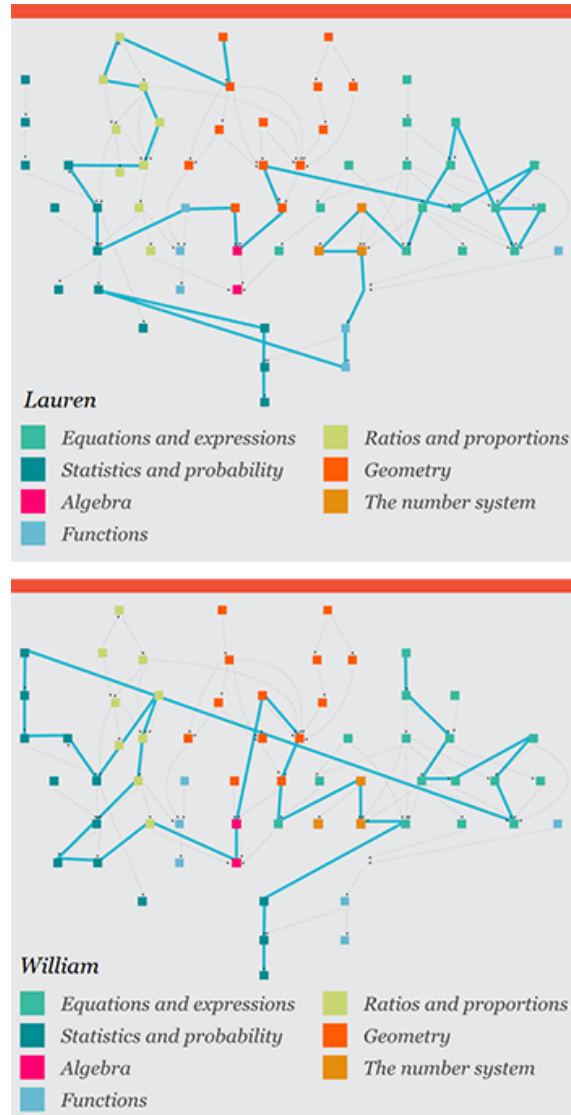 Lauren
Equations and expressions
Ratios and proportions
Statistics and probability
Geometry
Algebra
The number system
Functions
William
Equations and expressions
Ratios and proportions
Statistics and probability
Geometry
Algebra
The number system
Functions